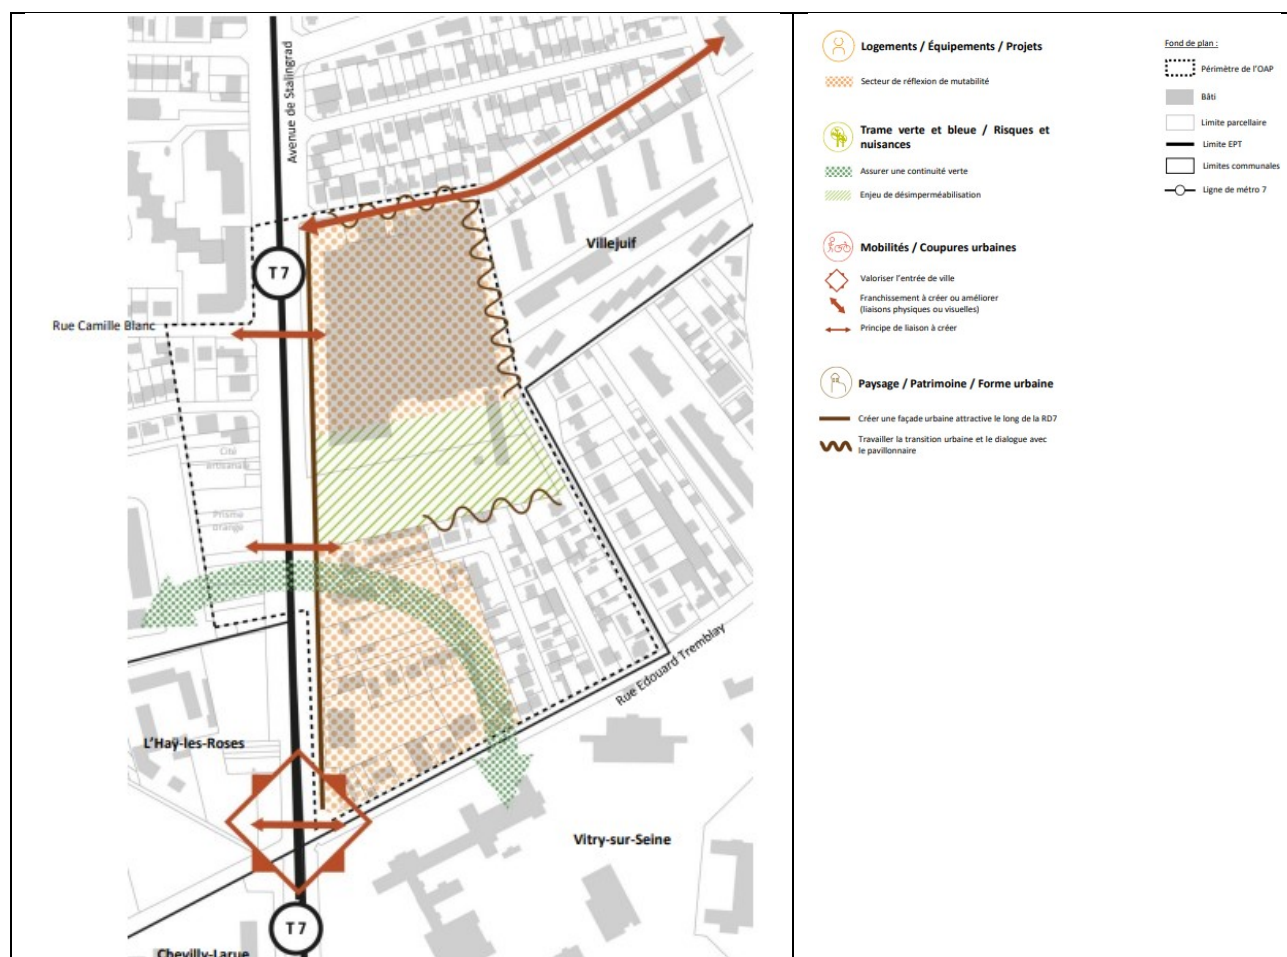 Avenue de Stalingrad
T 7
Villejuif
Rue Camille Blanc
Cité
artisanale
Prisme
orange
Rue Edouard Tremblay
L'Haÿ-les-Roses
Vitry-sur-Seine
T 7
Chevilly-Larue
Logements / Équipements / Projets
Secteur de réflexion de mutabilité
Trame verte et bleue / Risques et
nuisances
Assurer une continuité verte
Enjeu de désimperméabilisation
Mobilités / Coupures urbaines
Valoriser l'entrée de ville
Franchissement à créer ou améliorer
(liaisons physiques ou visuelles)
Principe de liaison à créer
Paysage / Patrimoine / Forme urbaine
Créer une façade urbaine attractive le long de la RD7
Travailler la transition urbaine et le dialogue avec
le pavillonnaire
Fond de plan :
Périmètre de l'OAP
Bâti
Limite parcellaire
Limite EPT
Limites communales
Ligne de métro 7